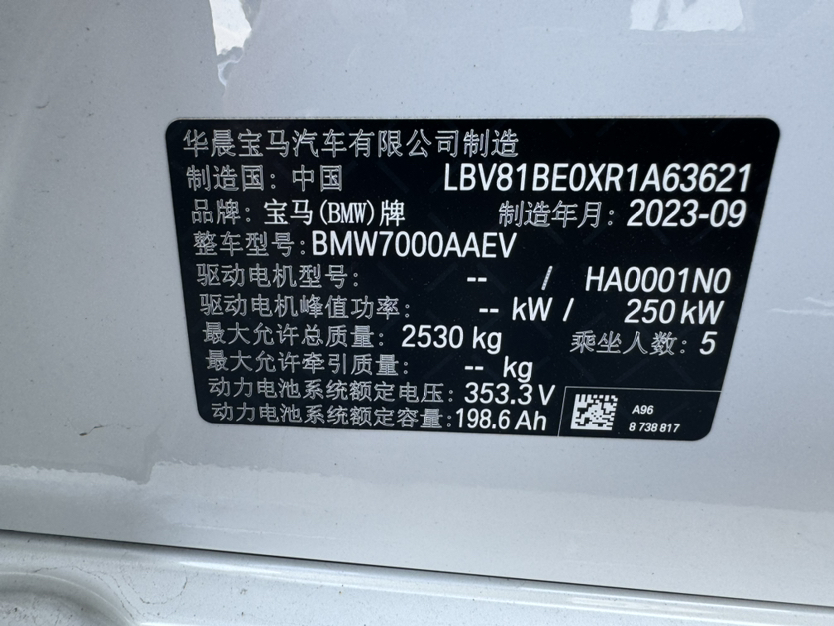 华晨宝马汽车有限公司制造
制造国：中国 LBV81BE0XR1A63621
品牌：宝马(BMW)牌 制造年月：2023-09
整车型号：BMW7000AAEV
驱动电机型号： -- / HA0001N0
驱动电机峰值功率： -- kW / 250 kW
最大允许总质量： 2530 kg 乘坐人数：5
最大允许牵引质量： -- kg
动力电池系统额定电压：353.3 V
动力电池系统额定容量：198.6 Ah
A96
8 738 817